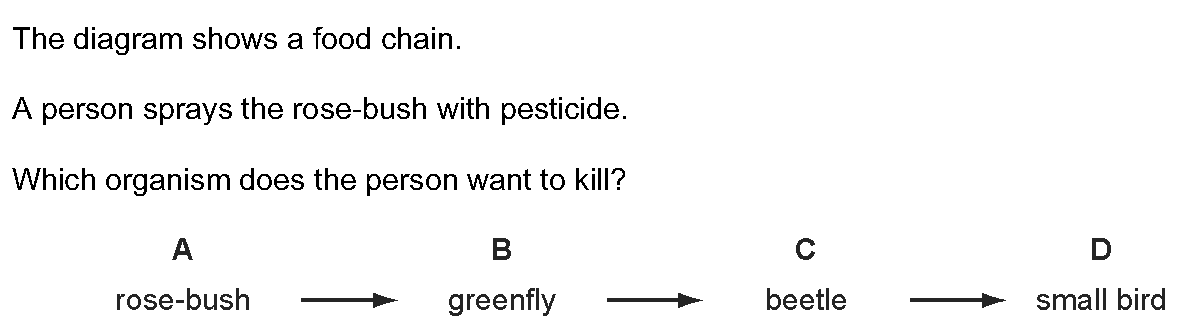 The diagram shows a food chain.
A person sprays the rose-bush with pesticide.
Which organism does the person want to kill?
A B C D
rose-bush greenfly beetle small bird